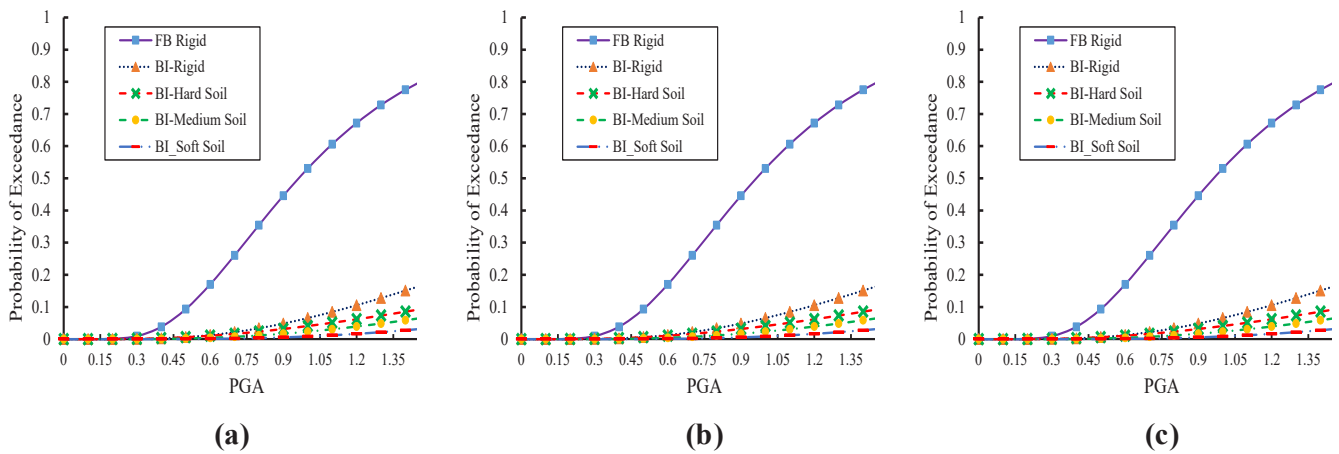 Probability of Exceedance
1
0.9
0.8
0.7
0.6
0.5
0.4
0.3
0.2
0.1
0
FB Rigid
BI-Rigid
BI-Hard Soil
BI-Medium Soil
BI_Soft Soil
0 0.15 0.3 0.45 0.6 0.75 0.9 1.05 1.2 1.35
PGA
(a)
Probability of Exceedance
1
0.9
0.8
0.7
0.6
0.5
0.4
0.3
0.2
0.1
0
FB Rigid
BI-Rigid
BI-Hard Soil
BI-Medium Soil
BI_Soft Soil
0 0.15 0.3 0.45 0.6 0.75 0.9 1.05 1.2 1.35
PGA
(b)
Probability of Exceedance
1
0.9
0.8
0.7
0.6
0.5
0.4
0.3
0.2
0.1
0
FB Rigid
BI-Rigid
BI-Hard Soil
BI-Medium Soil
BI_Soft Soil
0 0.15 0.3 0.45 0.6 0.75 0.9 1.05 1.2 1.35
PGA
(c)